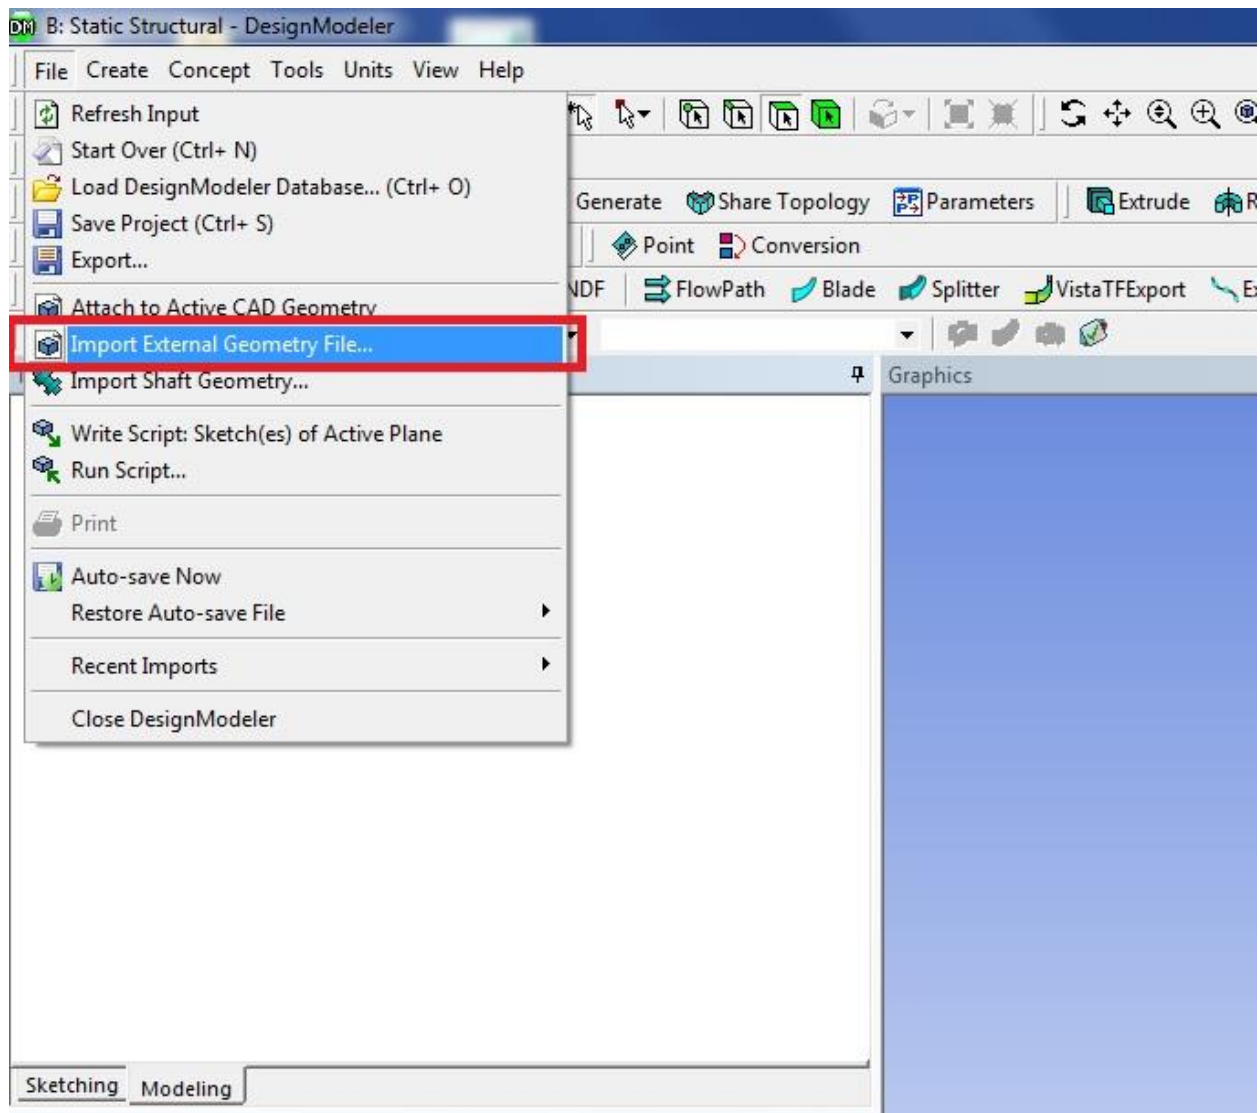 DM B: Static Structural - DesignModeler
File Create Concept Tools Units View Help
Refresh Input
Start Over (Ctrl+ N)
Load DesignModeler Database... (Ctrl+ O)
Save Project (Ctrl+ S)
Export...
Attach to Active CAD Geometry
Import External Geometry File...
Import Shaft Geometry...
Write Script: Sketch(es) of Active Plane
Run Script...
Print
Auto-save Now
Restore Auto-save File
Recent Imports
Close DesignModeler
Generate Share Topology Parameters Extrude R
Point Conversion
NDF FlowPath Blade Splitter VistaTFExport Ex
Graphics
Sketching Modeling